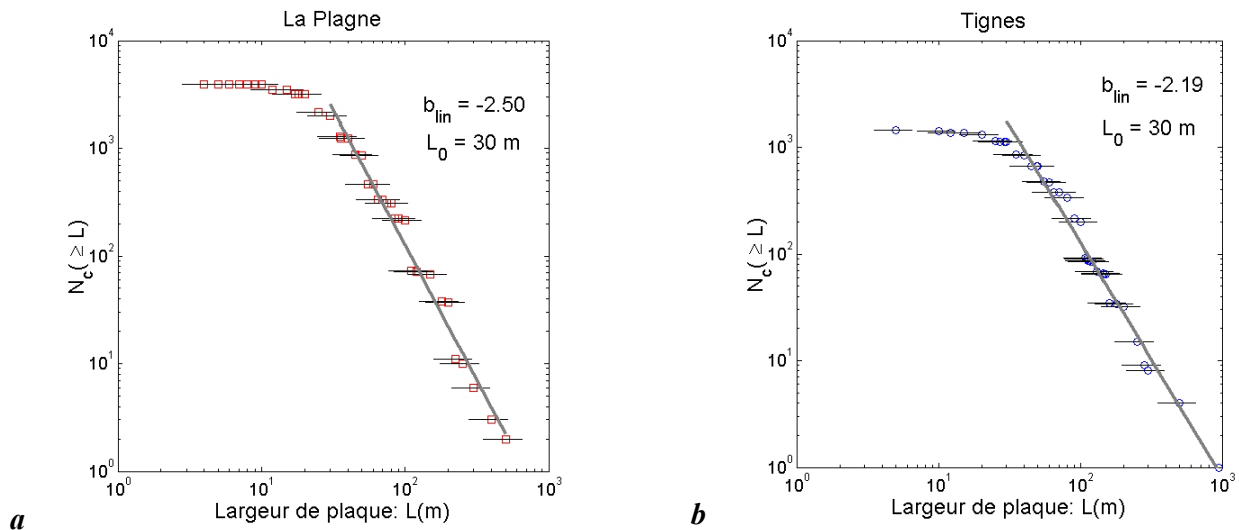 La Plagne
10^4
10^3
10^2
10^1
10^0
N_c( ≥ L)
b_lin = -2.50
L_0 = 30 m
10^0
10^1
10^2
10^3
Largeur de plaque: L(m)
a
Tignes
10^4
10^3
10^2
10^1
10^0
N_c( ≥ L)
b_lin = -2.19
L_0 = 30 m
10^0
10^1
10^2
10^3
Largeur de plaque: L(m)
b